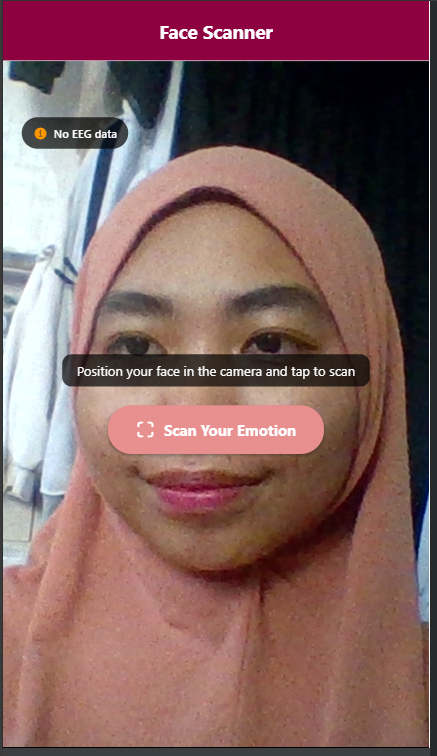 Face Scanner
No EEG data
Position your face in the camera and tap to scan
Scan Your Emotion